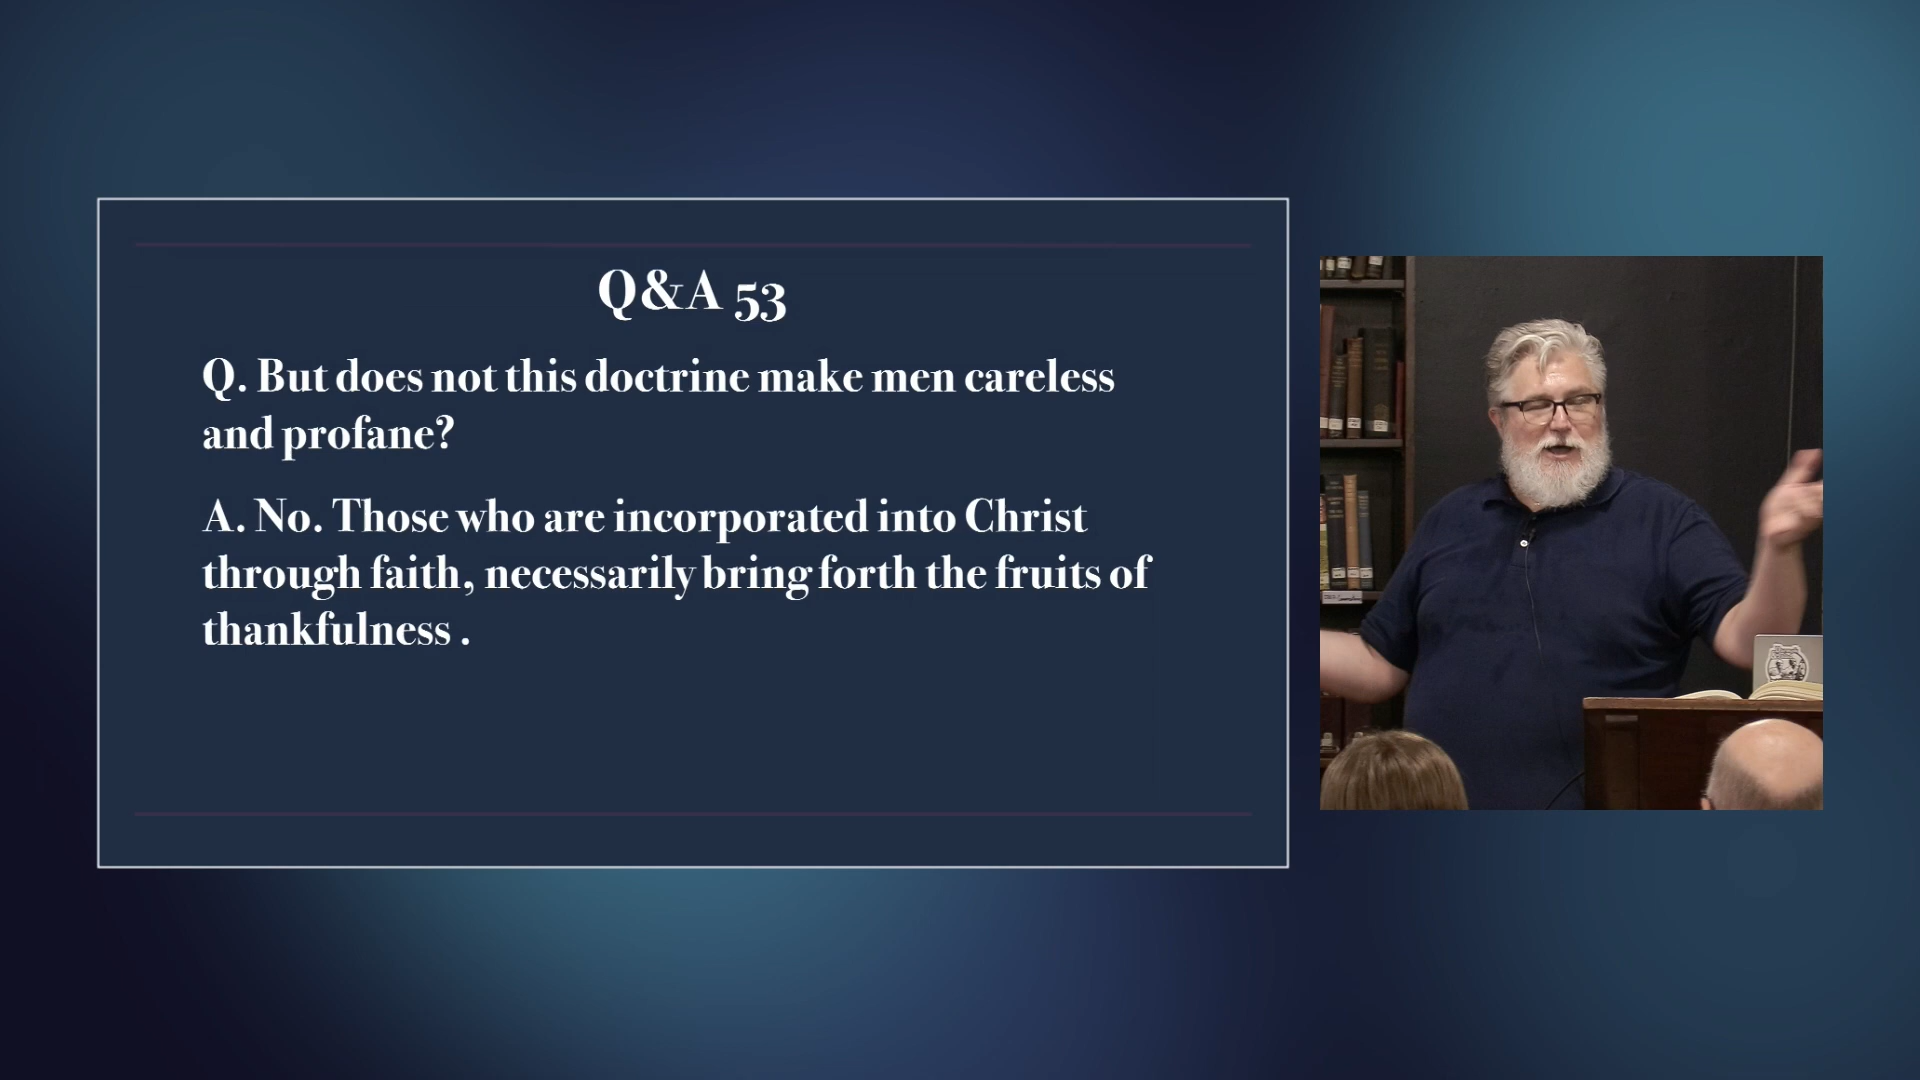 Q&A 53
Q. But does not this doctrine make men careless
and profane?
A. No. Those who are incorporated into Christ
through faith, necessarily bring forth the fruits of
thankfulness .